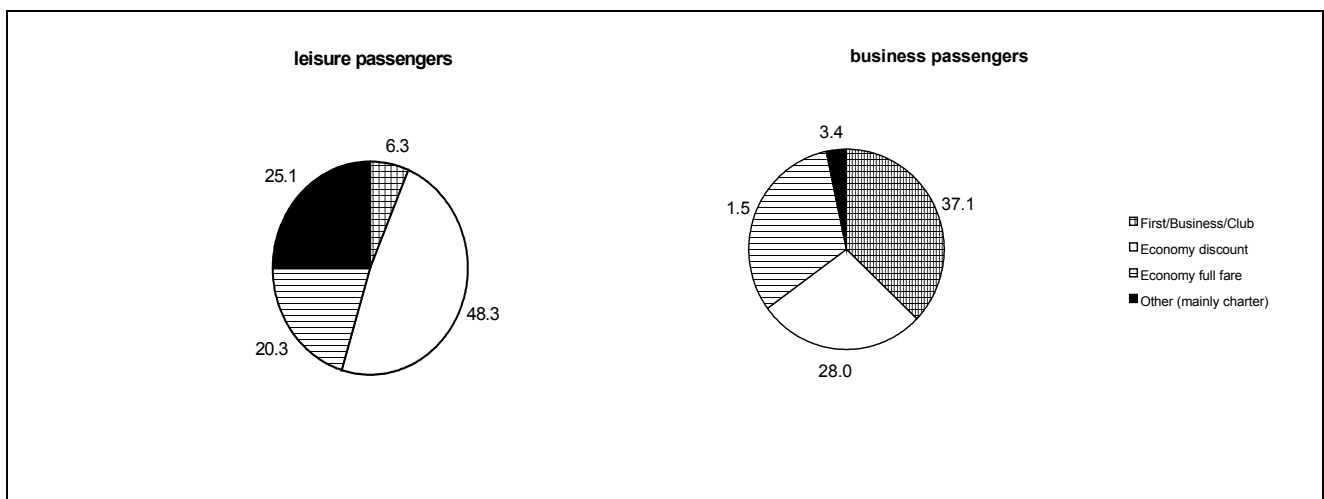 leisure passengers
6.3
25.1
48.3
20.3
business passengers
3.4
1.5
37.1
28.0
First/Business/Club
Economy discount
Economy full fare
Other (mainly charter)